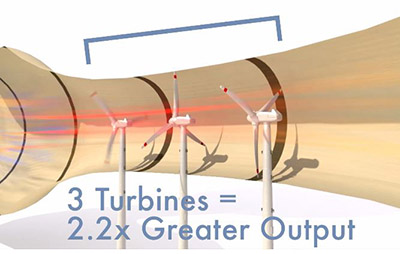 3 Turbines =
2.2x Greater Output